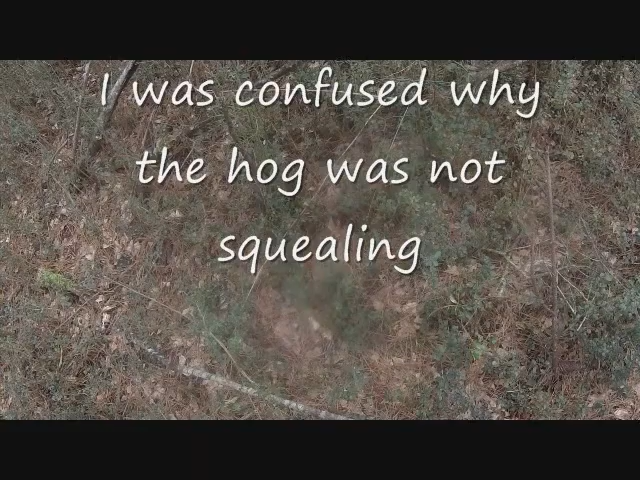 I was confused why
the hog was not
squealing